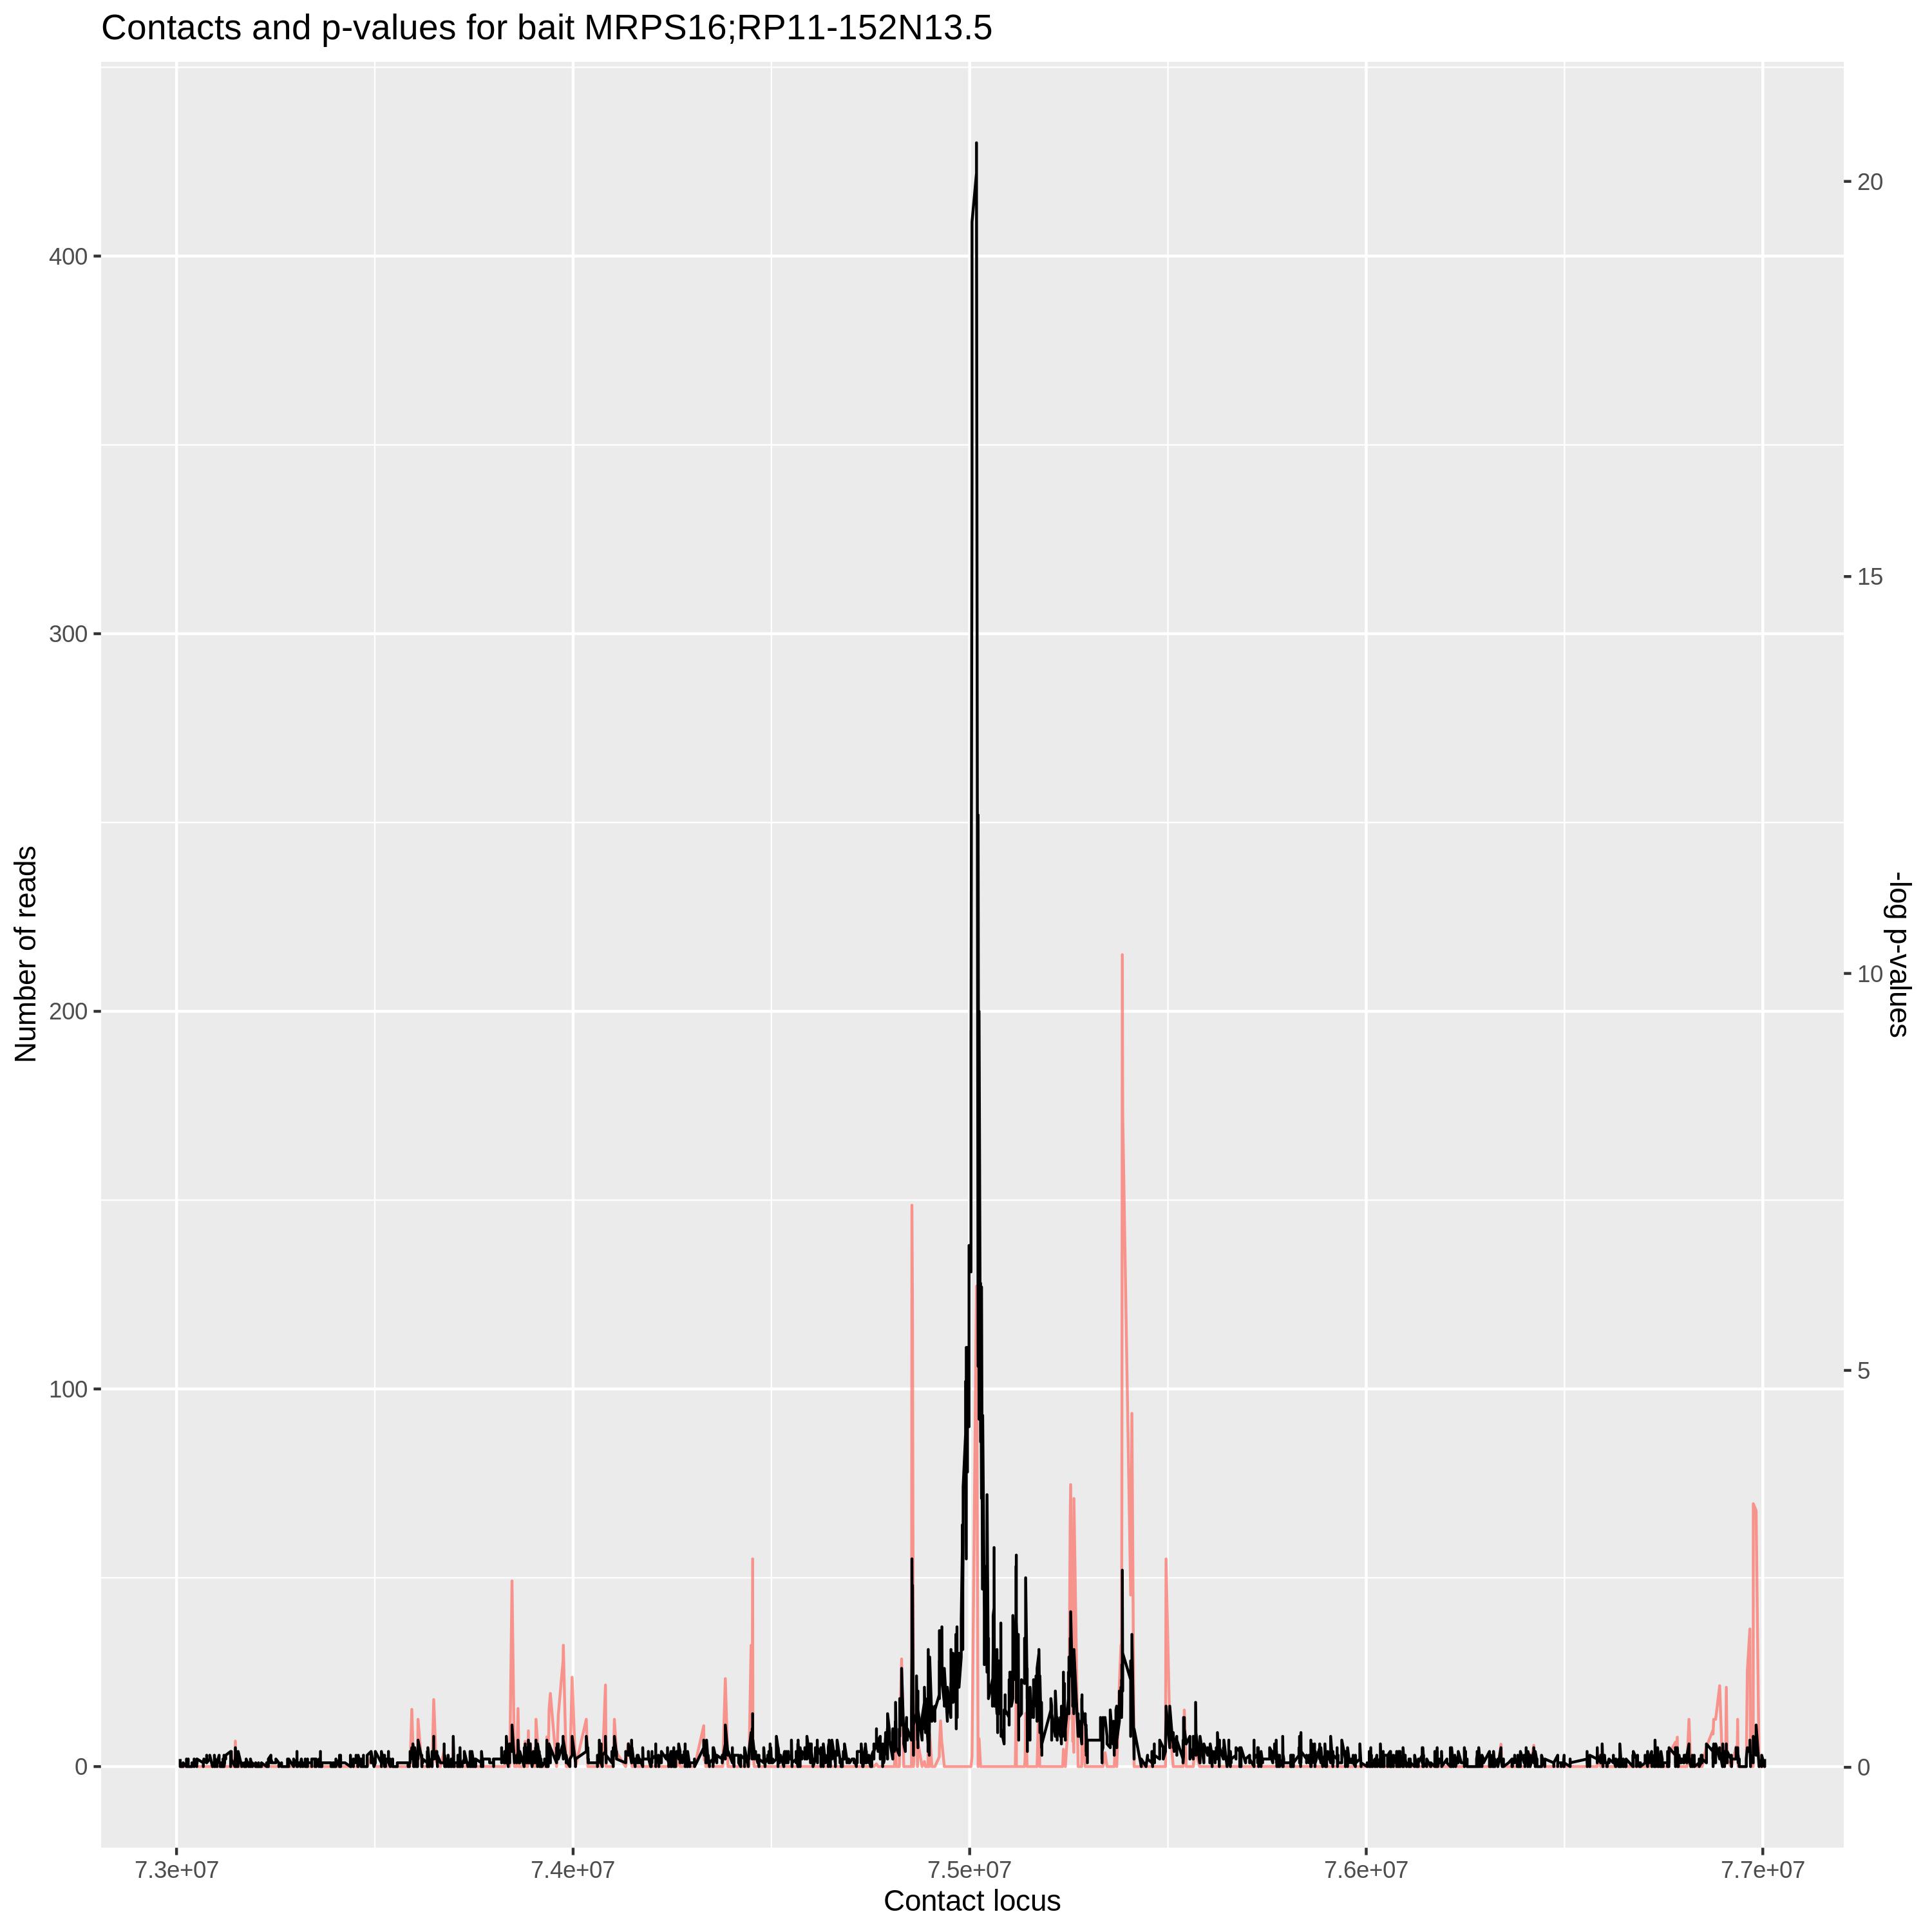 Contacts and p-values for bait MRPS16;RP11-152N13.5
Number of reads
400
300
200
100
0
20
15
10
5
0
-log p-values
7.3e+07 7.4e+07 7.5e+07 7.6e+07 7.7e+07
Contact locus